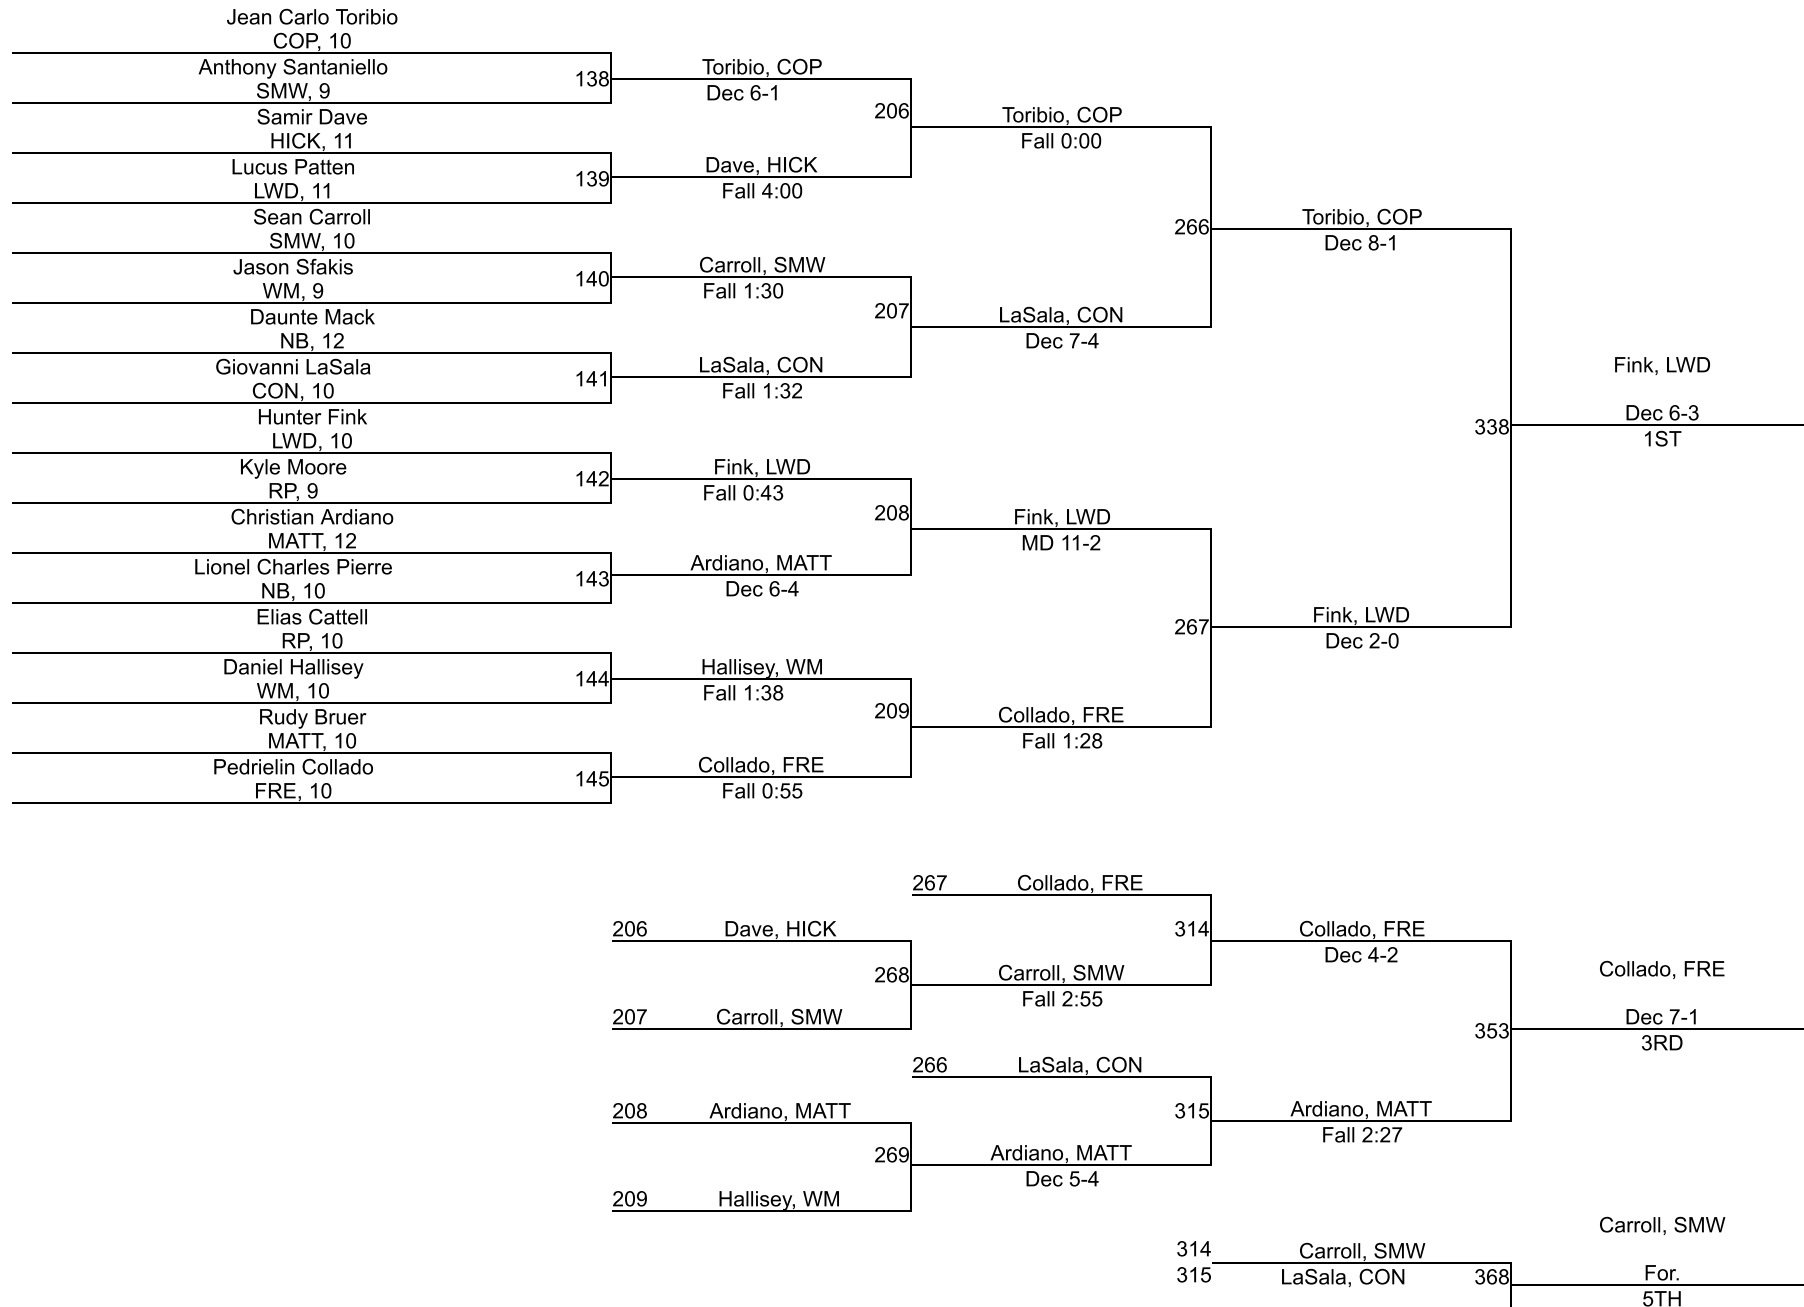 Jean Carlo Toribio
COP, 10
Anthony Santaniello
SMW, 9
138
Toribio, COP
Dec 6-1
Samir Dave
HICK, 11
Lucus Patten
LWD, 11
139
Dave, HICK
Fall 4:00
206
Toribio, COP
Fall 0:00
Sean Carroll
SMW, 10
Jason Sfakis
WM, 9
140
Carroll, SMW
Fall 1:30
Daunte Mack
NB, 12
Giovanni LaSala
CON, 10
141
LaSala, CON
Fall 1:32
207
LaSala, CON
Dec 7-4
266
Toribio, COP
Dec 8-1
Hunter Fink
LWD, 10
Kyle Moore
RP, 9
142
Fink, LWD
Fall 0:43
Christian Ardiano
MATT, 12
Lionel Charles Pierre
NB, 10
143
Ardiano, MATT
Dec 6-4
208
Fink, LWD
MD 11-2
Elias Cattell
RP, 10
Daniel Hallisey
WM, 10
144
Hallisey, WM
Fall 1:38
Rudy Bruer
MATT, 10
Pedrielin Collado
FRE, 10
145
Collado, FRE
Fall 0:55
209
Collado, FRE
Fall 1:28
267
Fink, LWD
Dec 2-0
338
Fink, LWD
Dec 6-3
1ST
267 Collado, FRE
206 Dave, HICK
207 Carroll, SMW
268
Carroll, SMW
Fall 2:55
314
Collado, FRE
Dec 4-2
266 LaSala, CON
208 Ardiano, MATT
209 Hallisey, WM
269
Ardiano, MATT
Dec 5-4
315
Ardiano, MATT
Fall 2:27
353
Collado, FRE
Dec 7-1
3RD
314 Carroll, SMW
315 LaSala, CON
368
Carroll, SMW
For.
5TH